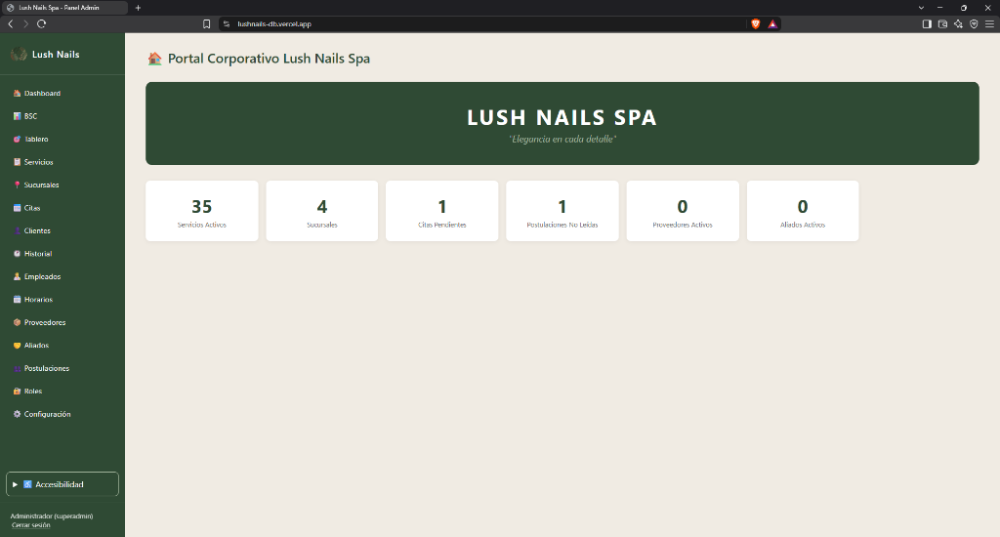 Lush Nails Spa - Panel Admin
lushnails-db.vercel.app
Lush Nails
Dashboard
BSC
Tablero
Servicios
Sucursales
Citas
Clientes
Historial
Empleados
Horarios
Proveedores
Aliados
Postulaciones
Roles
Configuración
Accesibilidad
Administrador (superadmin)
Cerrar sesión
Portal Corporativo Lush Nails Spa
LUSH NAILS SPA
"Elegancia en cada detalle"
35
Servicios Activos
4
Sucursales
1
Citas Pendientes
1
Postulaciones No Leídas
0
Proveedores Activos
0
Aliados Activos